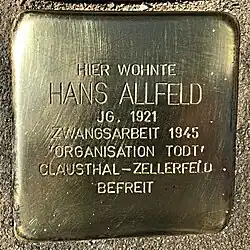 HIER WOHNTE
HANS ALLFELD
JG. 1921
ZWANGSARBEIT 1945
'ORGANISATION TODT'
CLAUSTHAL-ZELLERFELD
BEFREIT